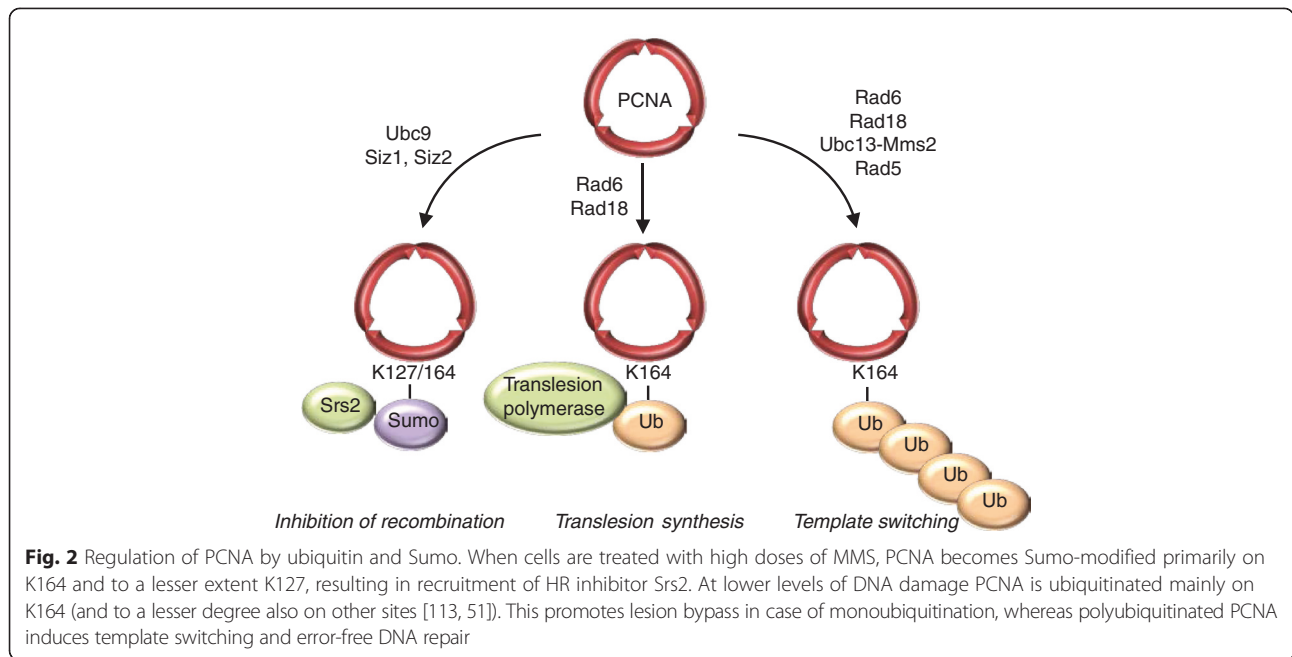 PCNA
Ubc9
Siz1, Siz2
Rad6
Rad18
Rad6
Rad18
Ubc13-Mms2
Rad5
K127/164
Srs2
Sumo
K164
Translesion
polymerase
Ub
K164
Ub
Ub
Ub
Ub
Inhibition of recombination
Translesion synthesis
Template switching
Fig. 2 Regulation of PCNA by ubiquitin and Sumo. When cells are treated with high doses of MMS, PCNA becomes Sumo-modified primarily on
K164 and to a lesser extent K127, resulting in recruitment of HR inhibitor Srs2. At lower levels of DNA damage PCNA is ubiquitinated mainly on
K164 (and to a lesser degree also on other sites [113, 51]). This promotes lesion bypass in case of monoubiquitination, whereas polyubiquitinated PCNA
induces template switching and error-free DNA repair